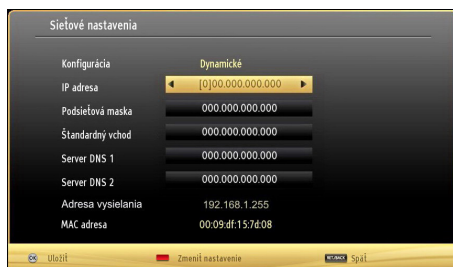 Sieťové nastavenia
Konfigurácia Dynamické
IP adresa [0]00.000.000.000
Podsieťová maska 000.000.000.000
Štandardný vchod 000.000.000.000
Server DNS 1 000.000.000.000
Server DNS 2 000.000.000.000
Adresa vysielania 192.168.1.255
MAC adresa 00:09:df:15:7d:08
OK Uložiť Zmeniť nastavenie RET./BACK Späť